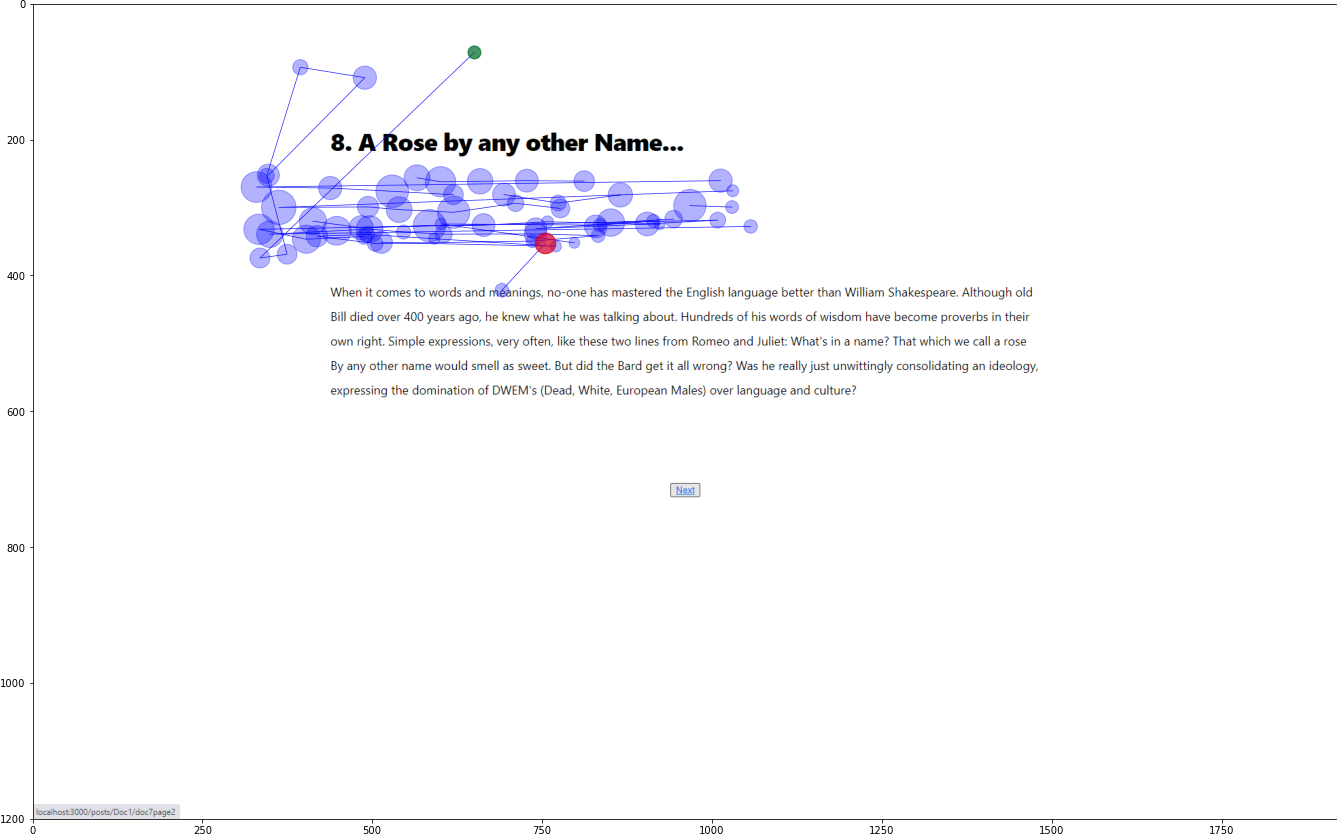 0
200
8. A Rose by any other Name...
400
When it comes to words and meanings, no-one has mastered the English language better than William Shakespeare. Although old
Bill died over 400 years ago, he knew what he was talking about. Hundreds of his words of wisdom have become proverbs in their
own right. Simple expressions, very often, like these two lines from Romeo and Juliet: What's in a name? That which we call a rose
By any other name would smell as sweet. But did the Bard get it all wrong? Was he really just unwittingly consolidating an ideology,
expressing the domination of DWEM's (Dead, White, European Males) over language and culture?
600
Next
800
1000
localhost:3000/posts/Doc1/doc7page2
1200
0 250 500 750 1000 1250 1500 1750